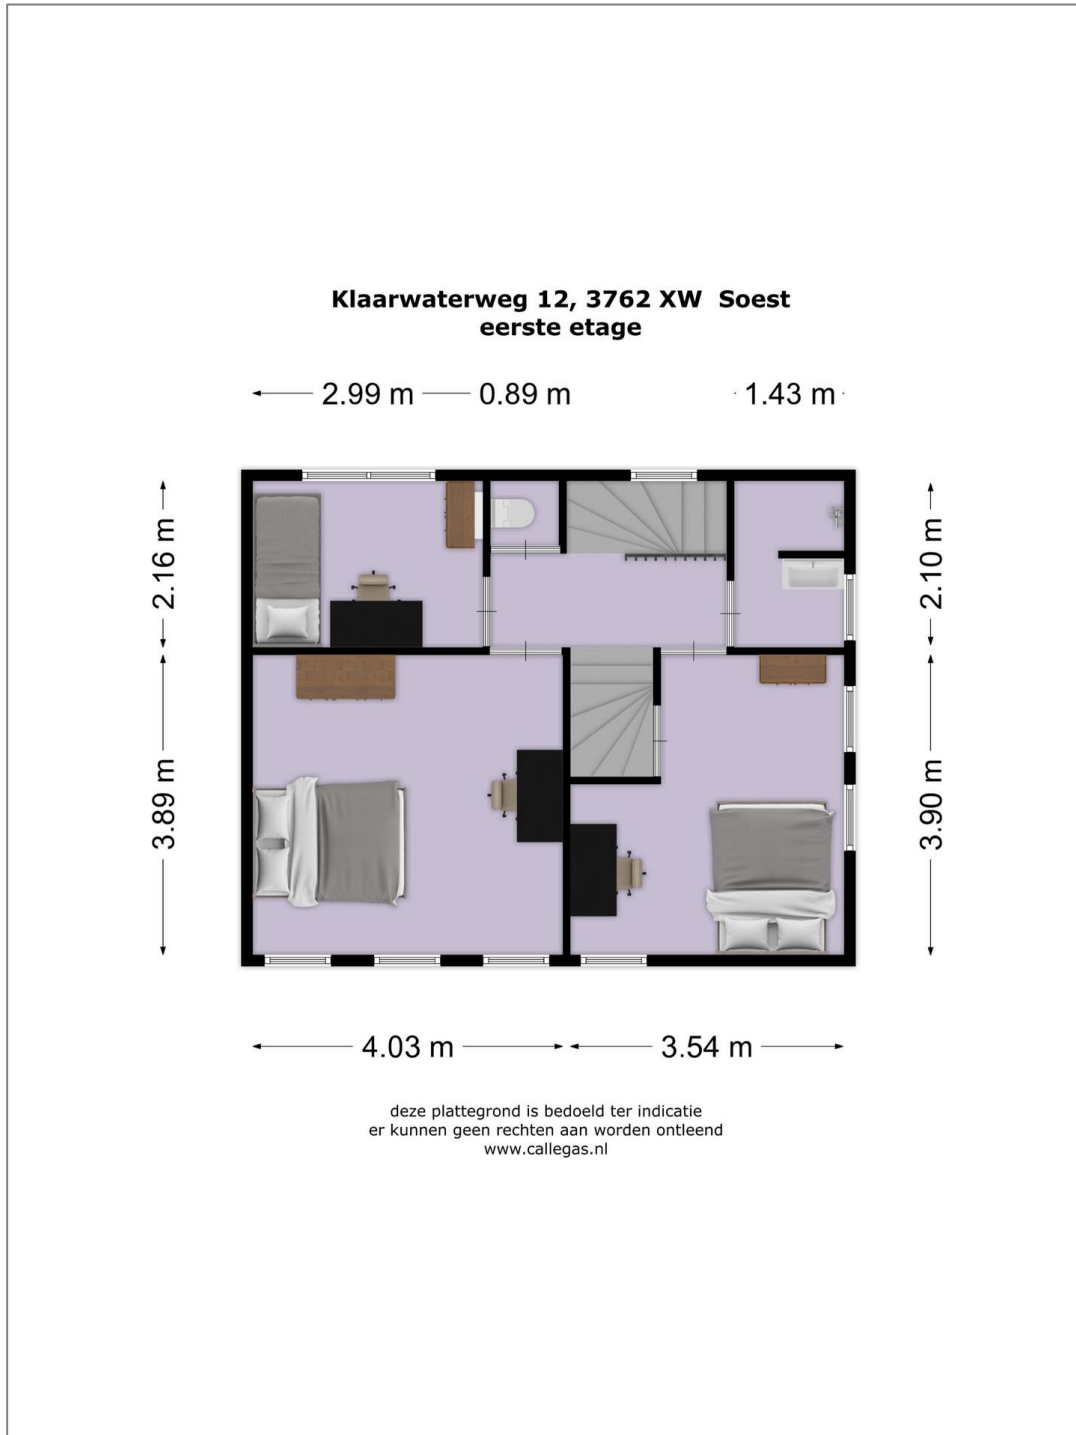 Klaarwaterweg 12, 3762 XW  Soest
eerste etage
2.99 m
0.89 m
1.43 m
2.16 m
2.10 m
3.89 m
3.90 m
4.03 m
3.54 m
deze plattegrond is bedoeld ter indicatie
er kunnen geen rechten aan worden ontleend
www.callegas.nl